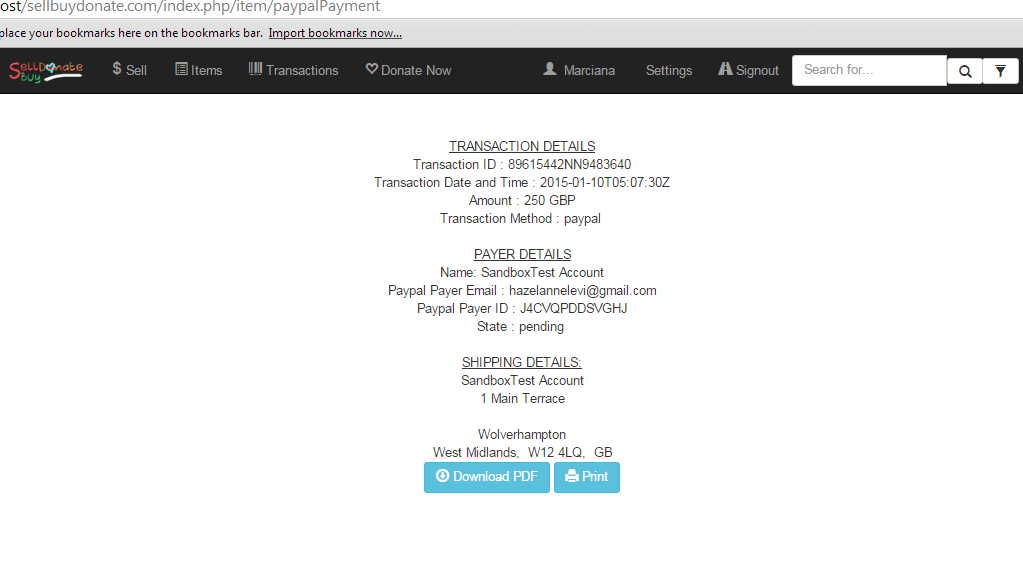 ost/sellbuydonate.com/index.php/item/paypalPayment
place your bookmarks here on the bookmarks bar. Import bookmarks now...
SellDonate
Buy
Sell
Items
Transactions
Donate Now
Marciana
Settings
Signout
Search for...
TRANSACTION DETAILS
Transaction ID : 89615442NN9483640
Transaction Date and Time : 2015-01-10T05:07:30Z
Amount : 250 GBP
Transaction Method : paypal
PAYER DETAILS
Name: SandboxTest Account
Paypal Payer Email : hazelannelevi@gmail.com
Paypal Payer ID : J4CVQPDDSVGHJ
State : pending
SHIPPING DETAILS:
SandboxTest Account
1 Main Terrace
Wolverhampton
West Midlands, W12 4LQ, GB
Download PDF
Print